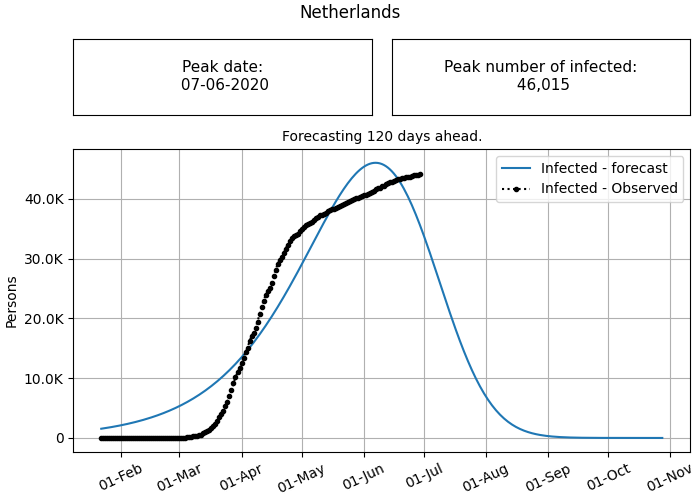 Netherlands
Peak date:
07-06-2020
Peak number of infected:
46,015
Forecasting 120 days ahead.
Infected - forecast
Infected - Observed
Persons
40.0K
30.0K
20.0K
10.0K
0
01-Feb
01-Mar
01-Apr
01-May
01-Jun
01-Jul
01-Aug
01-Sep
01-Oct
01-Nov